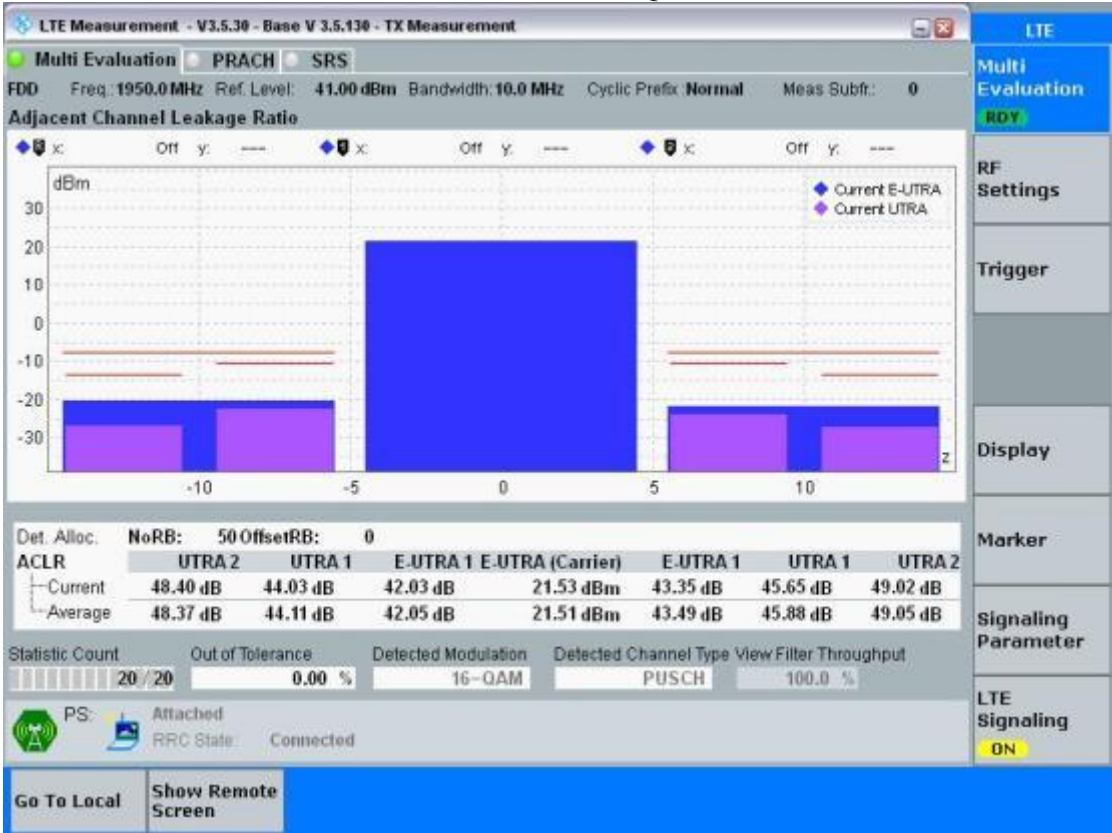 LTE Measurement - V3.5.30 - Base V 3.5.130 - TX Measurement
Multi Evaluation PRACH SRS
FDD Freq.: 1950.0 MHz Ref. Level: 41.00 dBm Bandwidth: 10.0 MHz Cyclic Prefix: Normal Meas Subfr.: 0
Adjacent Channel Leakage Ratio
x: Off y: --- x: Off y: --- x: Off y: ---
dBm
Current E-UTRA
Current UTRA
30
20
10
0
-10
-20
-30
z
-10 -5 0 5 10
Det. Alloc. NoRB: 50 OffsetRB: 0
ACLR UTRA 2 UTRA 1 E-UTRA 1 E-UTRA (Carrier) E-UTRA 1 UTRA 1 UTRA 2
Current 48.40 dB 44.03 dB 42.03 dB 21.53 dBm 43.35 dB 45.65 dB 49.02 dB
Average 48.37 dB 44.11 dB 42.05 dB 21.51 dBm 43.49 dB 45.88 dB 49.05 dB
Statistic Count Out of Tolerance Detected Modulation Detected Channel Type View Filter Throughput
20 / 20 0.00 % 16-QAM PUSCH 100.0 %
PS: Attached
RRC State: Connected
Go To Local
Show Remote
Screen
LTE
Multi
Evaluation
RDY
RF
Settings
Trigger
Display
Marker
Signaling
Parameter
LTE
Signaling
ON